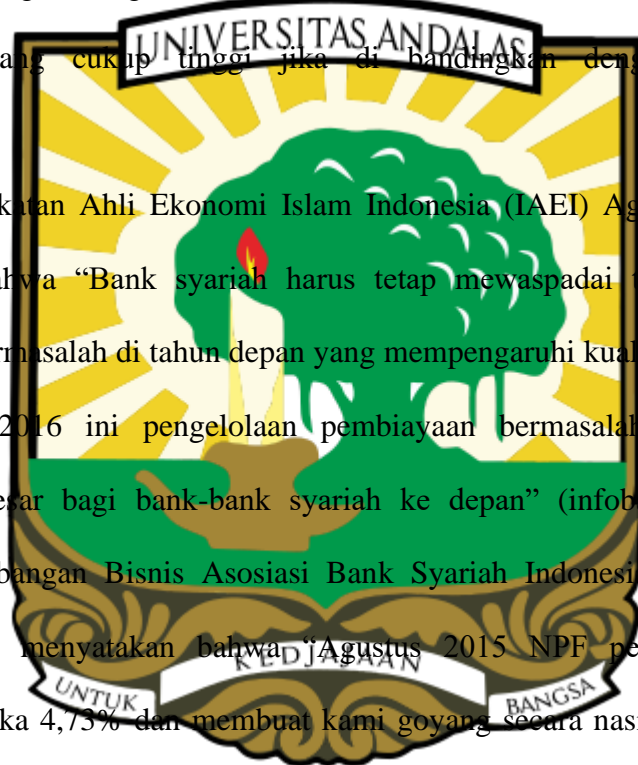 UNIVERSITAS ANDALAS
ang cukup tinggi jika di bandingkan deng
katan Ahli Ekonomi Islam Indonesia (IAEI) Ag
ahwa “Bank syariah harus tetap mewaspadai
rmasalah di tahun depan yang mempengaruhi kual
2016 ini pengelolaan pembiayaan bermasalah
esar bagi bank-bank syariah ke depan” (infob
bangan Bisnis Asosiasi Bank Syariah Indonesi
menyatakan bahwa “Agustus 2015 NPF pe
KEDJAJAAN
UNTUK BANGSA
ka 4,73% dan membuat kami goyang secara nasi